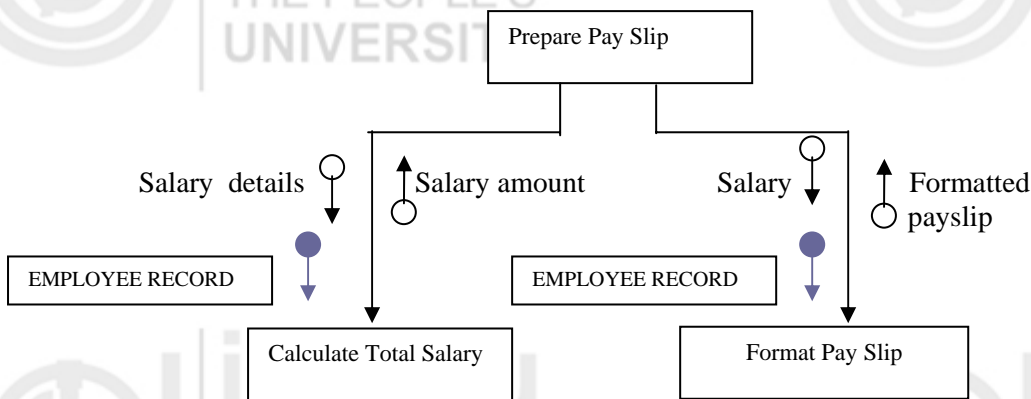 THE PEOPLE'S
UNIVERSIT
Prepare Pay Slip
Salary details
Salary amount
Salary
Formatted
payslip
EMPLOYEE RECORD
EMPLOYEE RECORD
Calculate Total Salary
Format Pay Slip